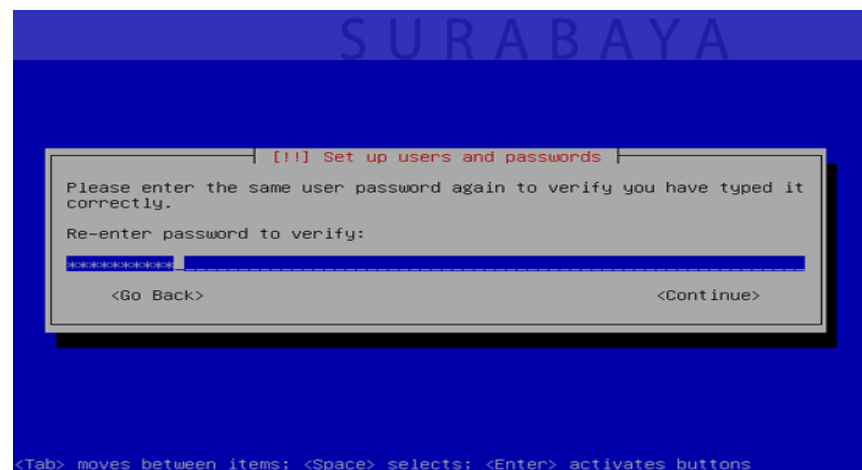 SURABAYA
[!!] Set up users and passwords
Please enter the same user password again to verify you have typed it
correctly.
Re-enter password to verify:
**********_
<Go Back> <Continue>
<Tab> moves between items; <Space> selects; <Enter> activates buttons